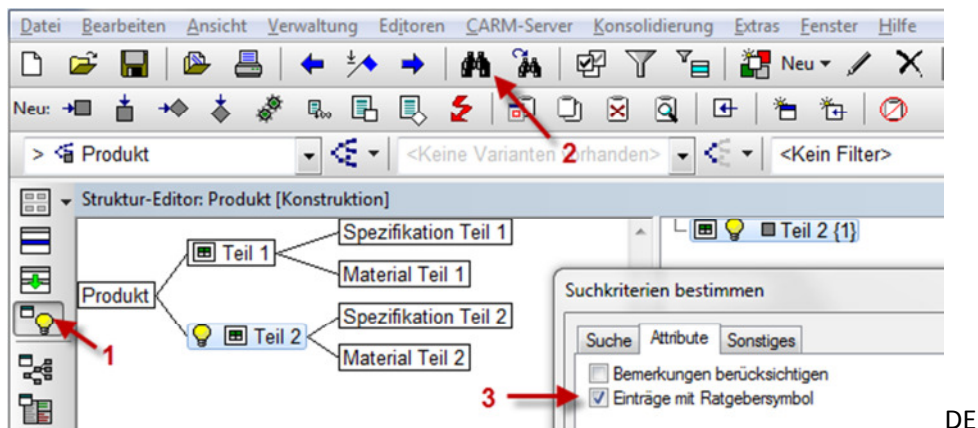 Datei Bearbeiten Ansicht Verwaltung Editoren CARM-Server Konsolidierung Extras Fenster Hilfe
Neu
Neu:
2
> Produkt <Keine Varianten vorhanden> <Kein Filter>
Struktur-Editor: Produkt [Konstruktion]
Spezifikation Teil 1
Teil 2 {1}
Teil 1
Material Teil 1
Produkt
Suchkriterien bestimmen
Spezifikation Teil 2
Teil 2
1
Suche Attribute Sonstiges
Material Teil 2
Bemerkungen berücksichtigen
3
Einträge mit Ratgebersymbol
DE